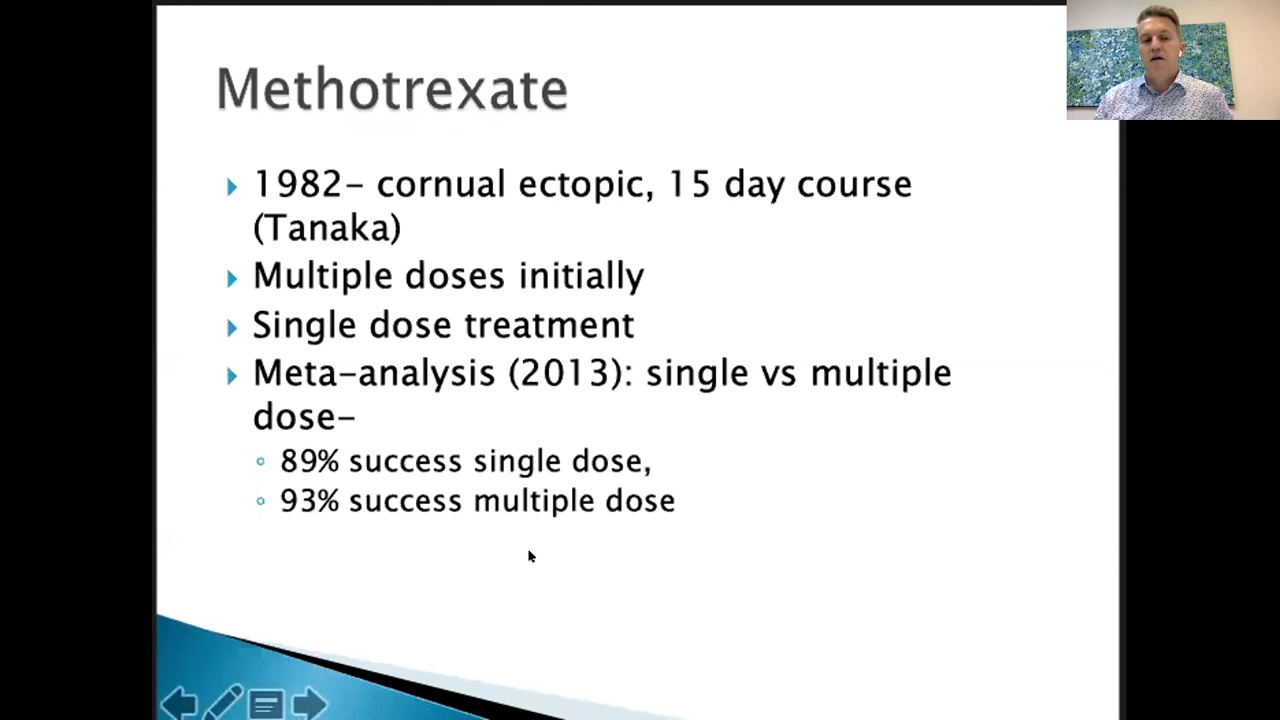 Methotrexate
1982- cornual ectopic, 15 day course
(Tanaka)
Multiple doses initially
Single dose treatment
Meta-analysis (2013): single vs multiple
dose-
89% success single dose,
93% success multiple dose